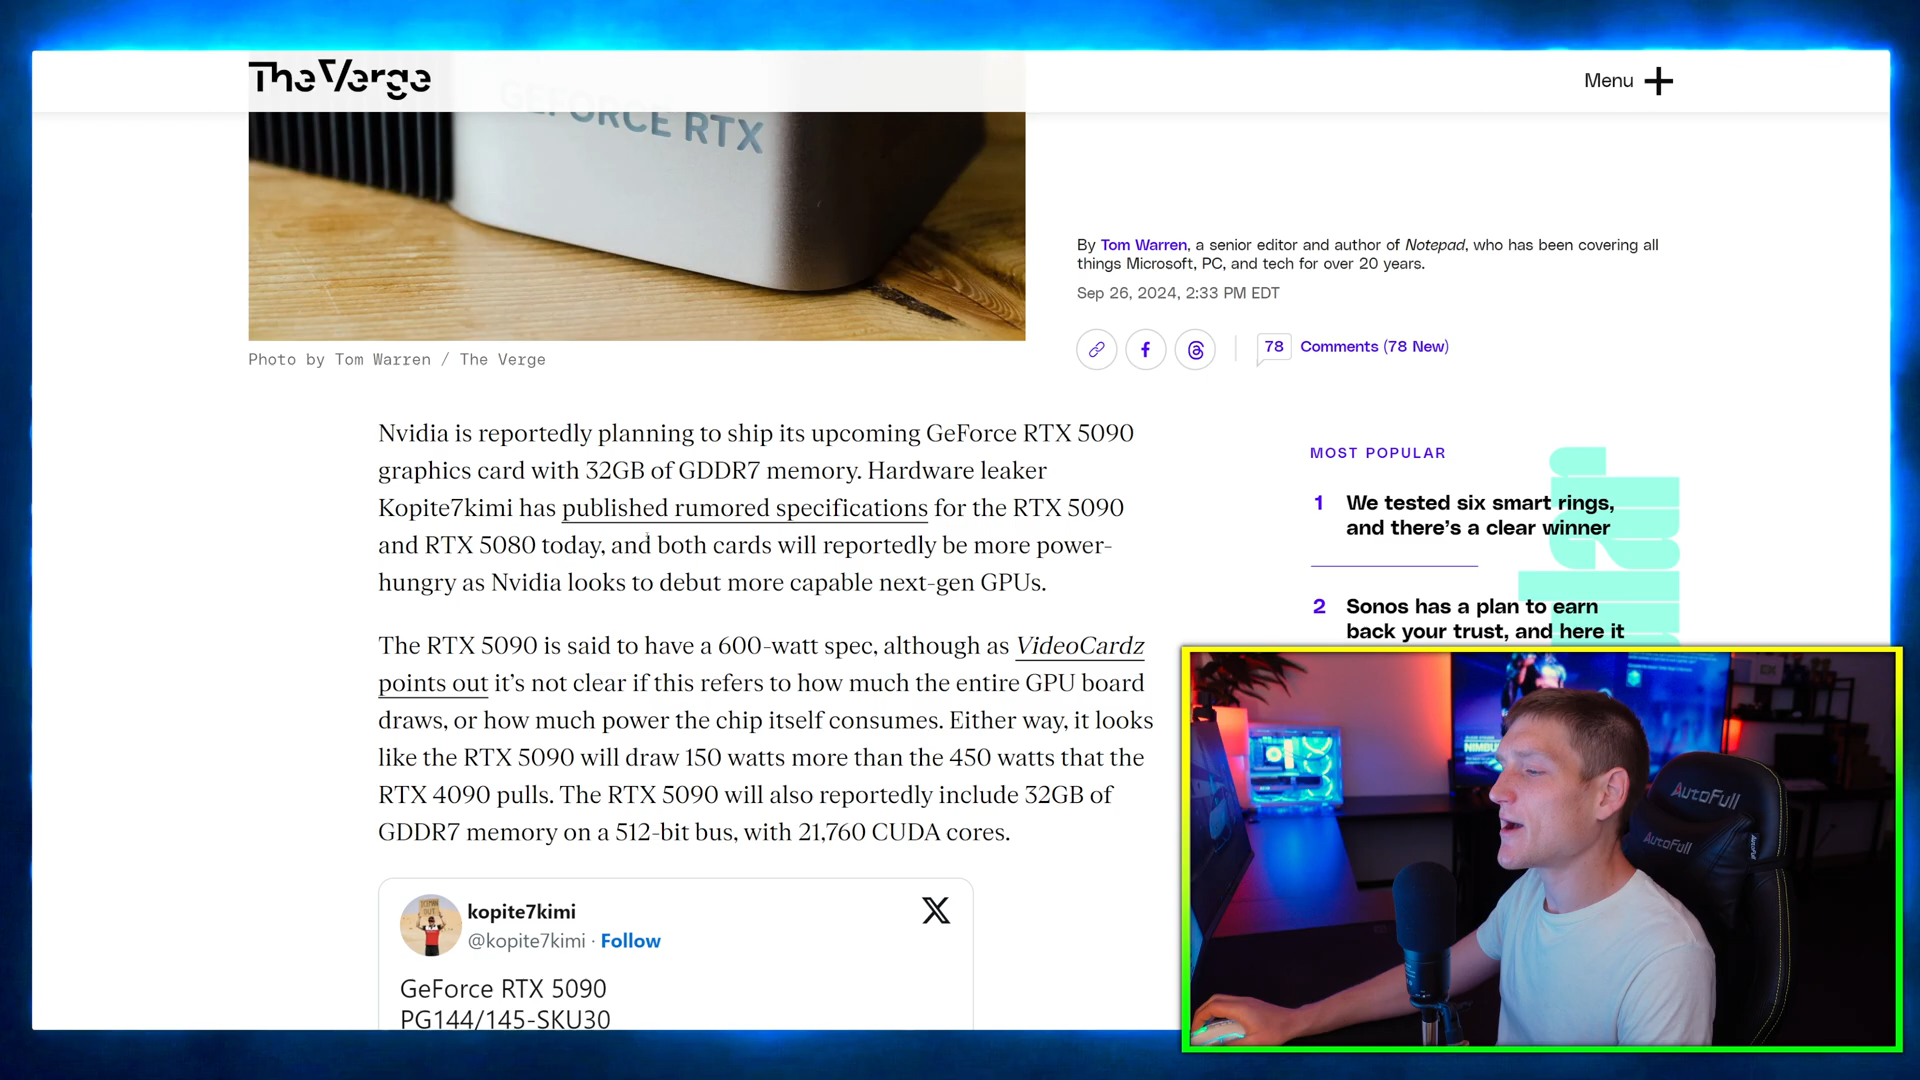 The Verge
Menu
GEFORCE RTX
By Tom Warren, a senior editor and author of Notepad, who has been covering all
things Microsoft, PC, and tech for over 20 years.
Sep 26, 2024, 2:33 PM EDT
78 Comments (78 New)
Photo by Tom Warren / The Verge
Nvidia is reportedly planning to ship its upcoming GeForce RTX 5090
graphics card with 32GB of GDDR7 memory. Hardware leaker
Kopite7kimi has published rumored specifications for the RTX 5090
and RTX 5080 today, and both cards will reportedly be more power-
hungry as Nvidia looks to debut more capable next-gen GPUs.
The RTX 5090 is said to have a 600-watt spec, although as VideoCardz
points out it’s not clear if this refers to how much the entire GPU board
draws, or how much power the chip itself consumes. Either way, it looks
like the RTX 5090 will draw 150 watts more than the 450 watts that the
RTX 4090 pulls. The RTX 5090 will also reportedly include 32GB of
GDDR7 memory on a 512-bit bus, with 21,760 CUDA cores.
kopite7kimi
@kopite7kimi · Follow
GeForce RTX 5090
PG144/145-SKU30
MOST POPULAR
1 We tested six smart rings,
and there’s a clear winner
2 Sonos has a plan to earn
back your trust, and here it
AutoFull
AutoFull